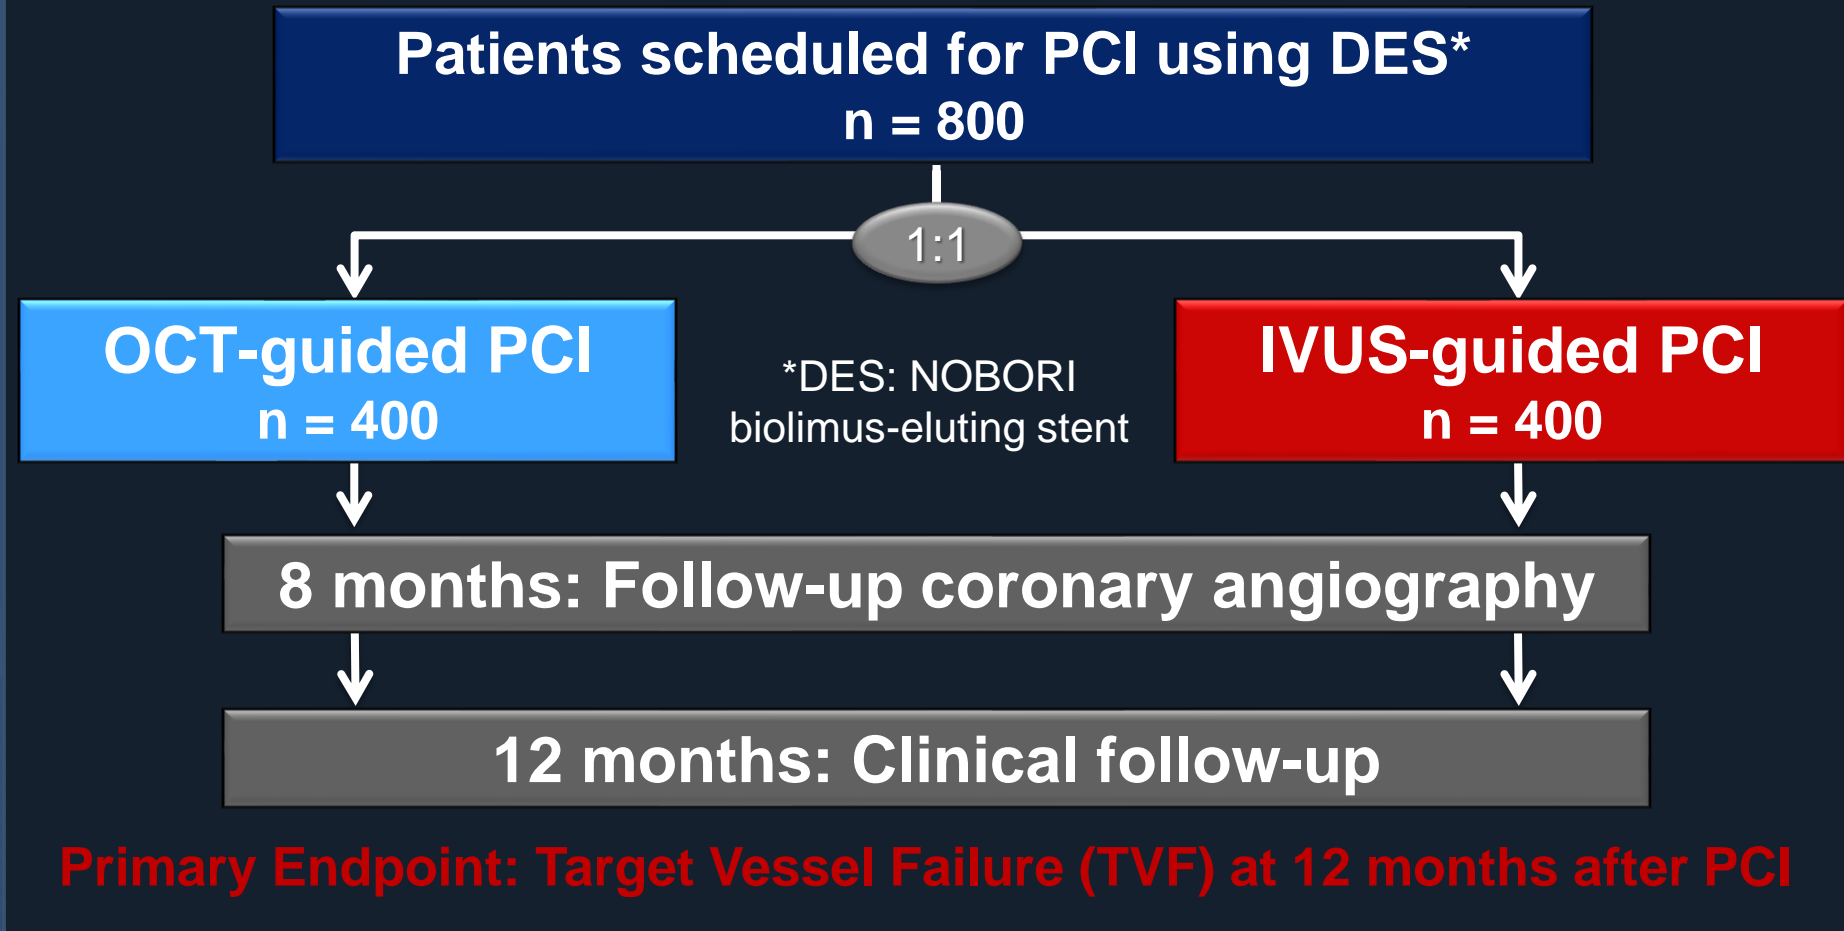 Patients scheduled for PCI using DES*
n = 800
1:1
OCT-guided PCI
n = 400
*DES: NOBORI
biolimus-eluting stent
IVUS-guided PCI
n = 400
8 months: Follow-up coronary angiography
12 months: Clinical follow-up
Primary Endpoint: Target Vessel Failure (TVF) at 12 months after PCI